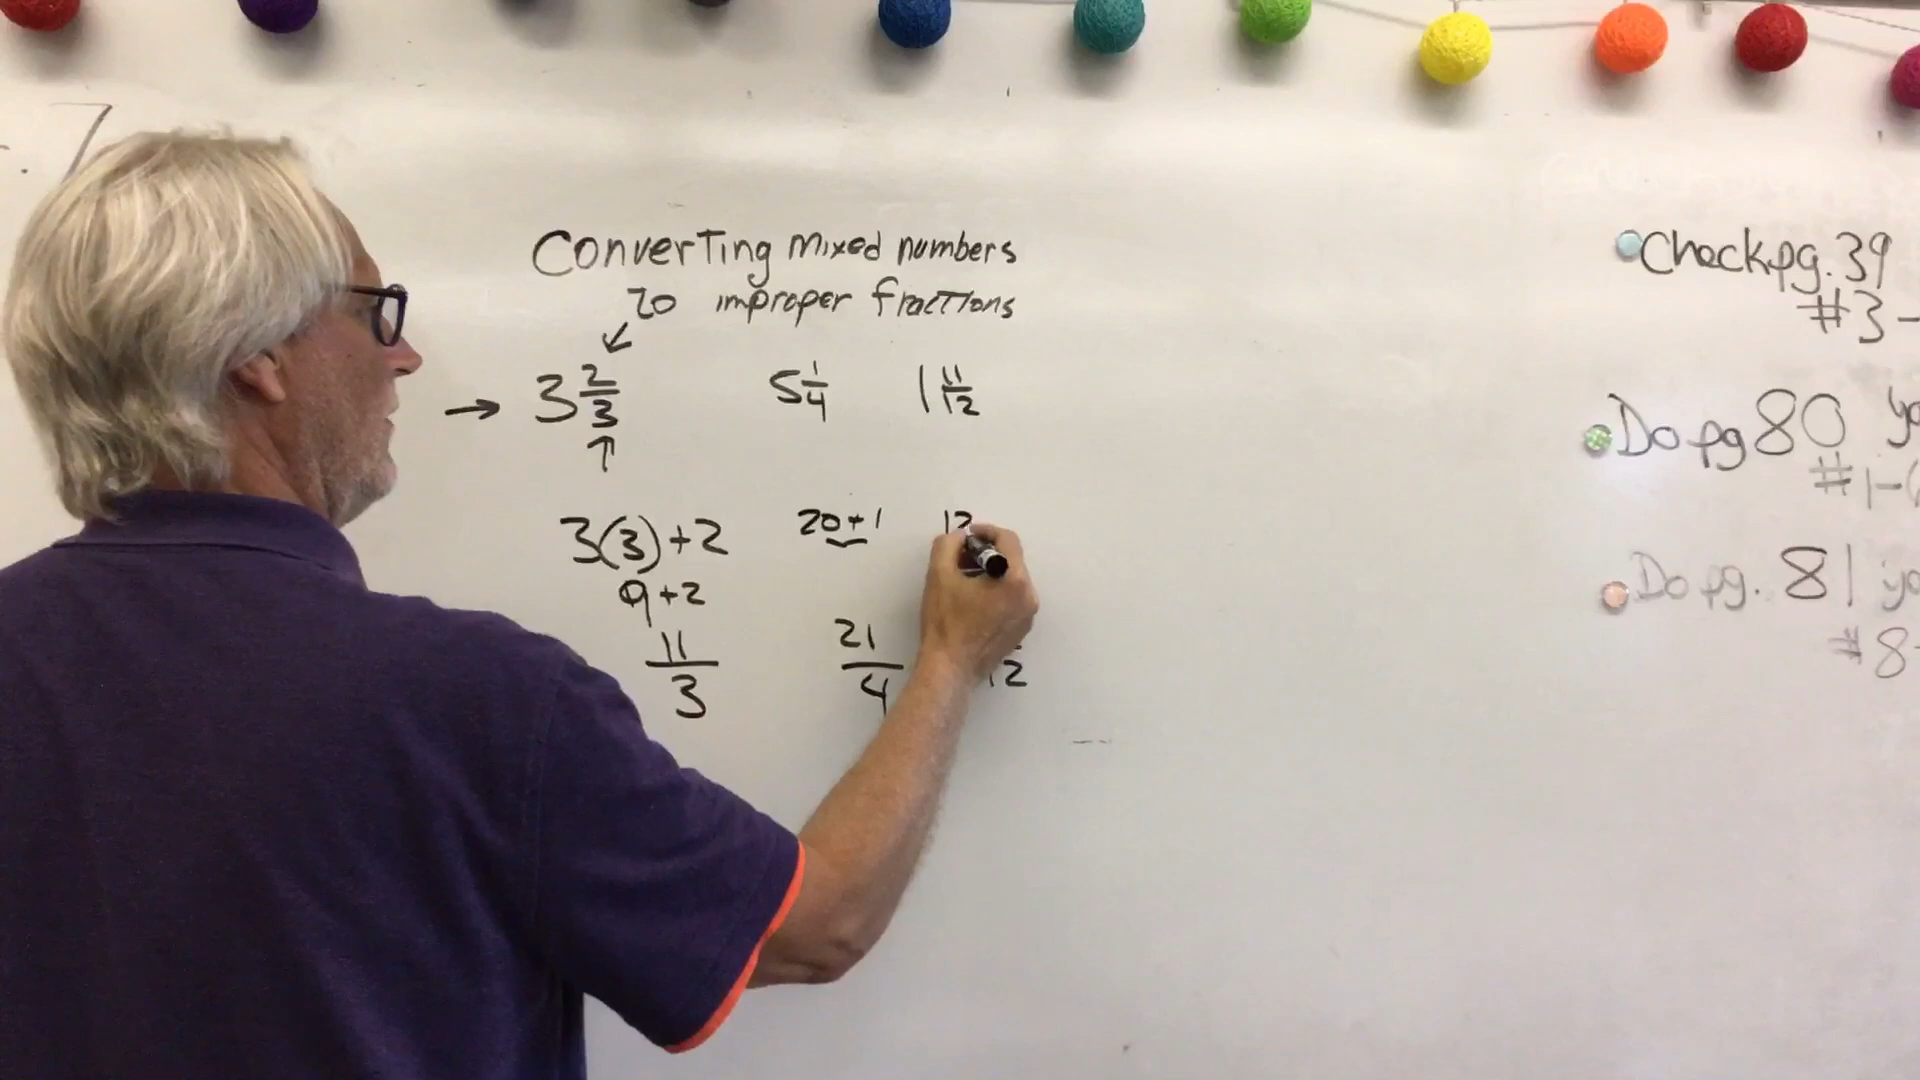 Converting mixed numbers
to improper fractions
3 2/3
5 1/4
1 11/12
3(3)+2
9+2
11/3
20+1
21/4
12
12
Check pg. 39
#3-
Do pg 80
#1-
Do pg. 81
#8-